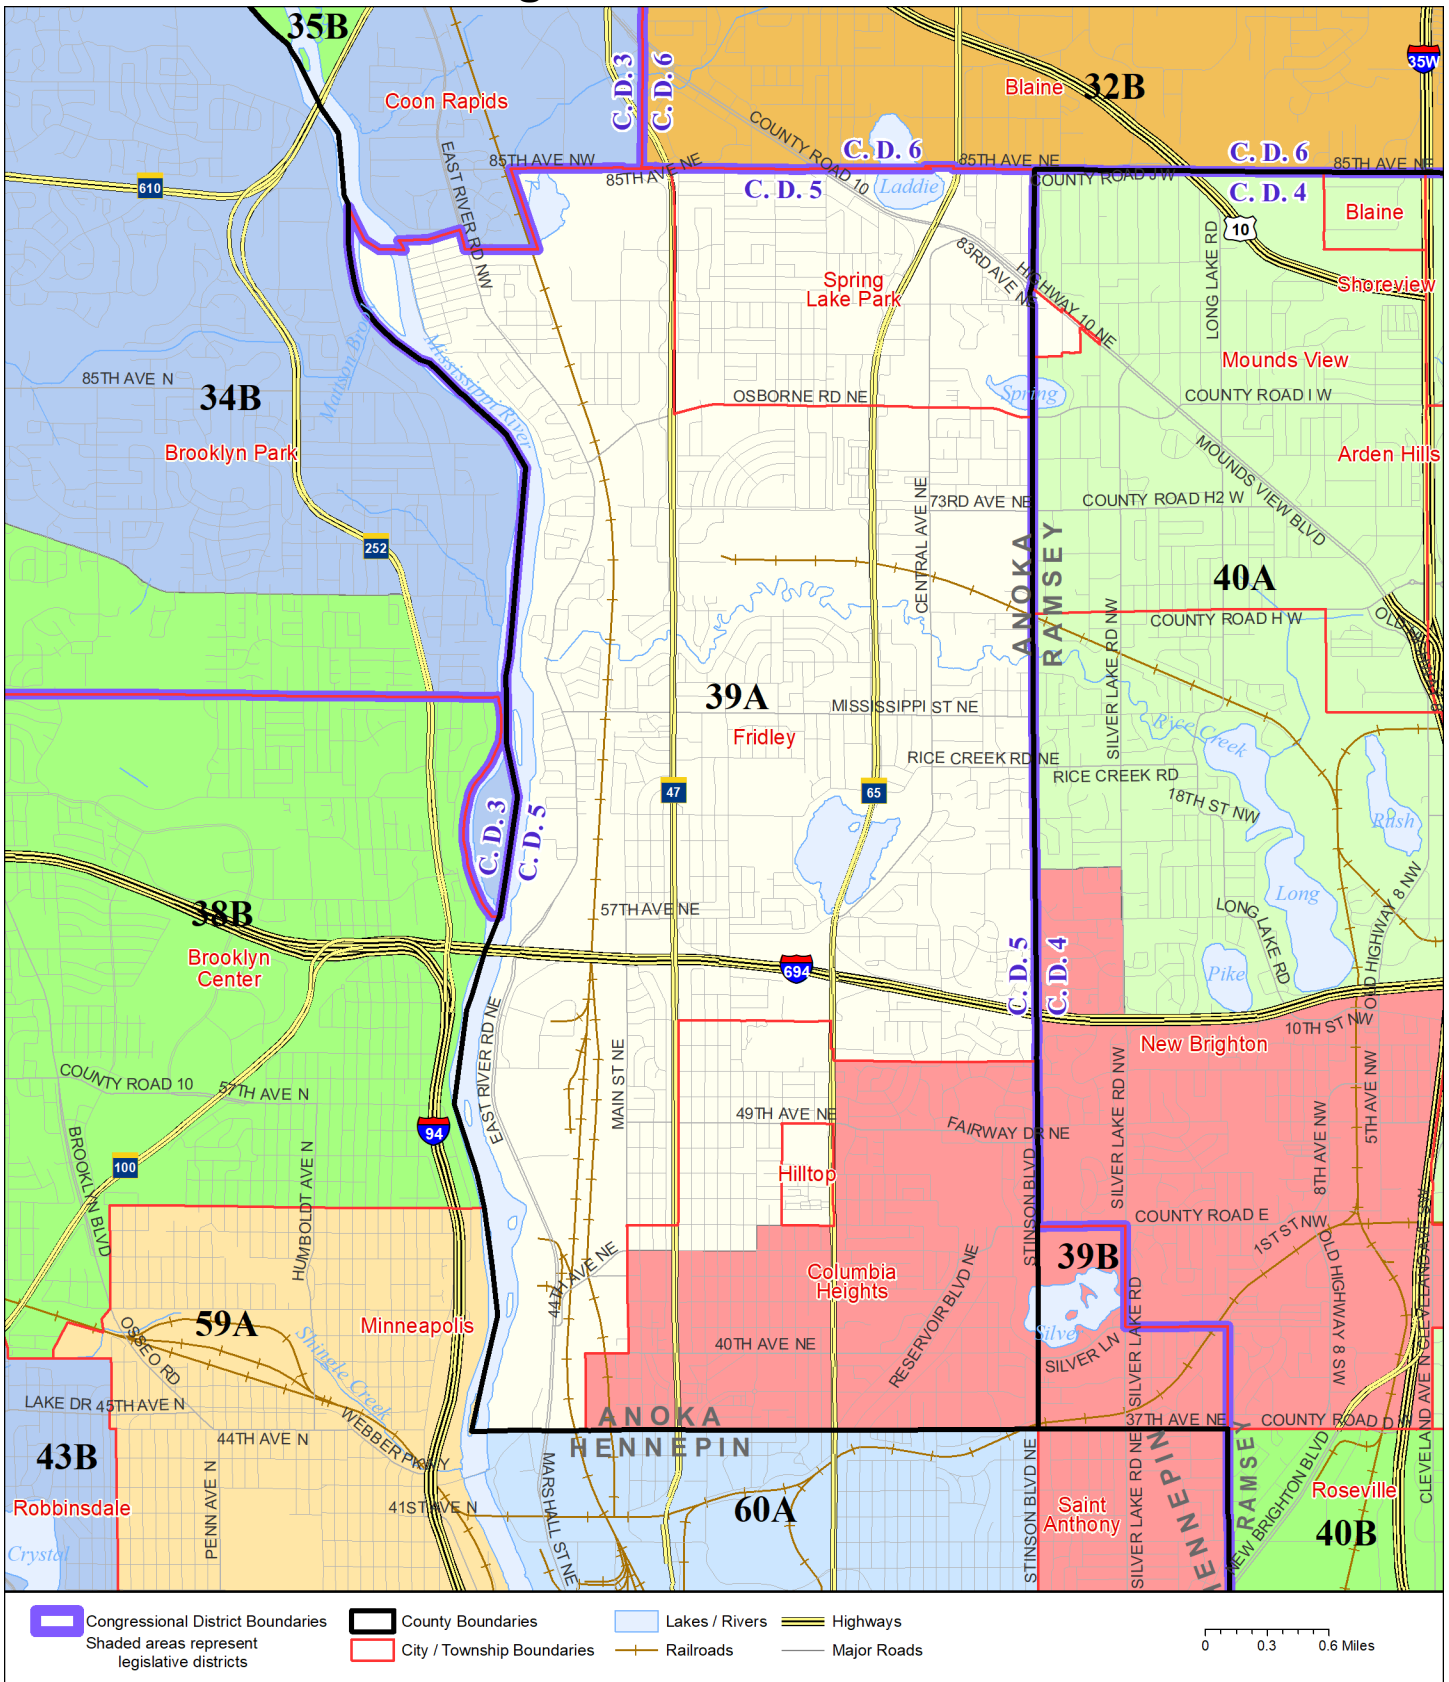 35B
Coon Rapids
C. D. 3
C. D. 6
Blaine
32B
35W
COUNTY ROAD 10
EAST RIVER RD NW
85TH AVE NW
85TH AVE NE
C. D. 6
85TH AVE NE
C. D. 6
85TH AVE NE
610
C. D. 5
Laddie
COUNTY ROAD J W
C. D. 4
Blaine
LONG LAKE RD
10
83RD AVE NE
HIGHWAY 10 NE
Spring
Lake Park
Shoreview
Mississippi River
Mounds View
85TH AVE N
34B
OSBORNE RD NE
Spring
COUNTY ROAD I W
Brooklyn Park
MOUNDS VIEW BLVD
Arden Hills
CENTRAL AVE NE
73RD AVE NE
COUNTY ROAD H2 W
252
ANOKA
RAMSEY
40A
COUNTY ROAD H W
SILVER LAKE RD NW
39A
MISSISSIPPI ST NE
Fridley
Rice Creek
RICE CREEK RD NE
RICE CREEK RD
47
65
18TH ST NW
Rush
C. D. 3
C. D. 5
Long
38B
57TH AVE NE
LONG LAKE RD
OLD HIGHWAY 8 NW
Brooklyn
Center
694
C. D. 5
C. D. 4
Pike
10TH ST NW
New Brighton
EAST RIVER RD NE
MAIN ST NE
SILVER LAKE RD NW
5TH AVE NW
COUNTY ROAD 10
57TH AVE N
49TH AVE NE
FAIRWAY DR NE
94
BROOKLYN BLVD
100
HUMBOLDT AVE N
Hilltop
STINSON BLVD NE
8TH AVE NW
COUNTY ROAD E
1ST ST NW
39B
44TH AVE NE
Columbia
Heights
RESERVOIR BLVD NE
OLD HIGHWAY 8 SW
59A
Minneapolis
OSSEO RD
Shingle Creek
Silver
SILVER LN
SILVER LAKE RD
40TH AVE NE
LAKE DR
45TH AVE N
44TH AVE N
WEBBER PKWY
ANOKA
HENNEPIN
37TH AVE NE
COUNTY ROAD D W
43B
Robbinsdale
PENN AVE N
41ST AVE N
MARSHALL ST NE
60A
STINSON BLVD NE
Saint
Anthony
SILVER LAKE RD NE
HENNEPIN
RAMSEY
NEW BRIGHTON BLVD
Roseville
40B
Crystal
Congressional District Boundaries
Shaded areas represent
legislative districts
County Boundaries
City / Township Boundaries
Lakes / Rivers
Railroads
Highways
Major Roads
0 0.3 0.6 Miles